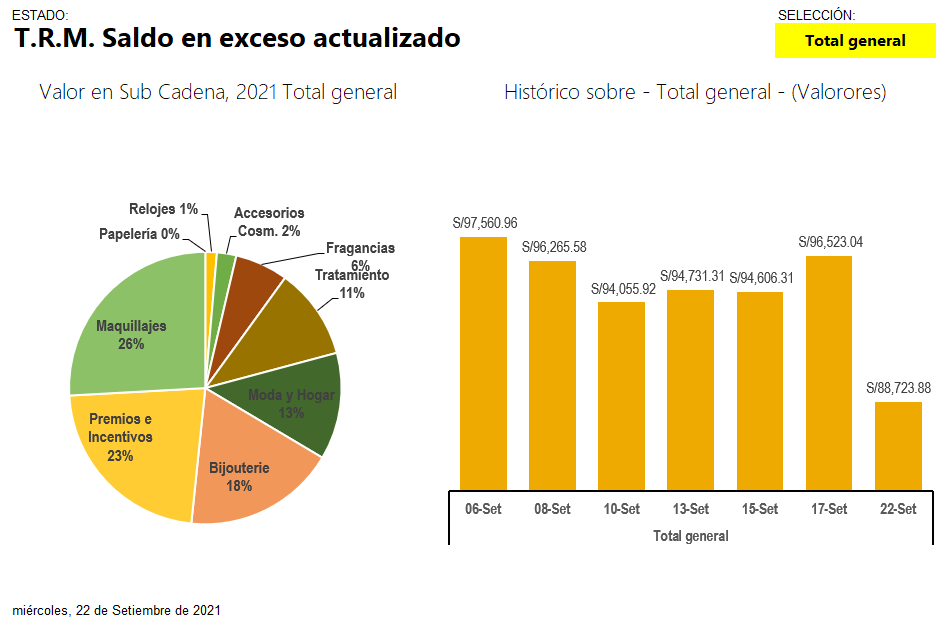 ESTADO:
T.R.M. Saldo en exceso actualizado
SELECCIÓN:
Total general
Valor en Sub Cadena, 2021 Total general
Relojes 1%
Papelería 0%
Accesorios
Cosm. 2%
Fragancias
6%
Tratamiento
11%
Maquillajes
26%
Moda y Hogar
13%
Premios e
Incentivos
23%
Bijouterie
18%
Histórico sobre - Total general - (Valorores)
S/97,560.96
S/96,265.58
S/94,055.92
S/94,731.31
S/94,606.31
S/96,523.04
S/88,723.88
06-Set
08-Set
10-Set
13-Set
15-Set
17-Set
22-Set
Total general
miércoles, 22 de Setiembre de 2021